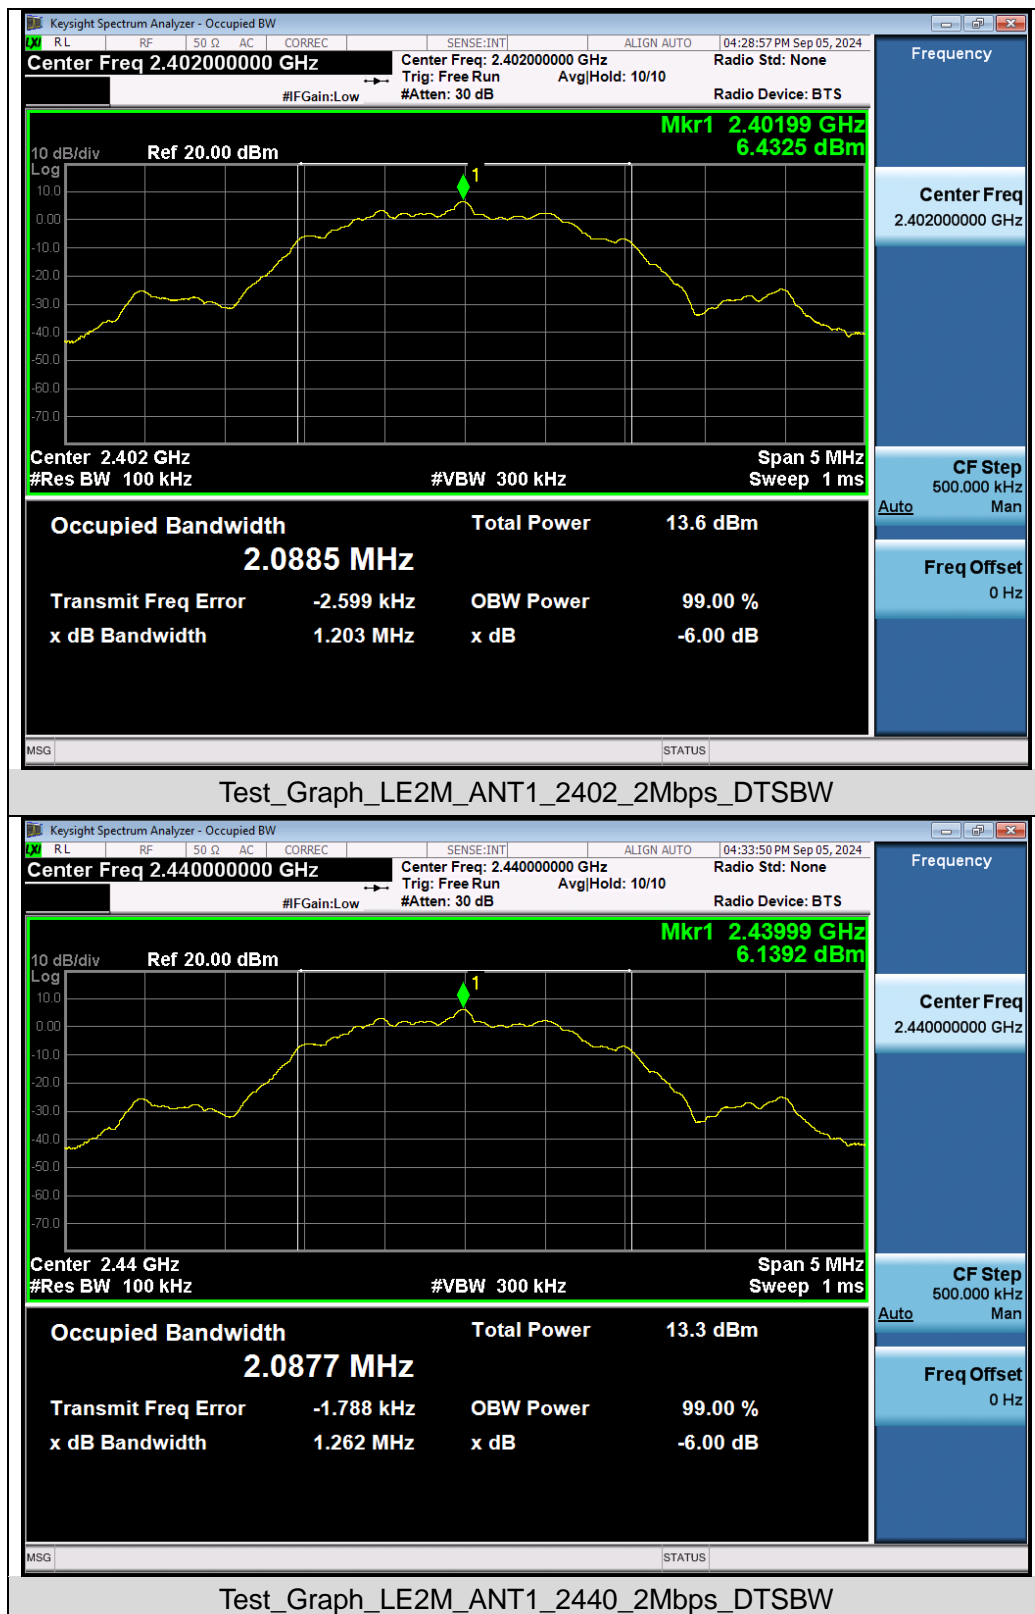 Keysight Spectrum Analyzer - Occupied BW
LXI RL RF 50 Ω AC CORREC SENSE:INT ALIGN AUTO 04:28:57 PM Sep 05, 2024
Center Freq 2.402000000 GHz Center Freq: 2.402000000 GHz Radio Std: None
Trig: Free Run Avg|Hold: 10/10
#IFGain:Low #Atten: 30 dB Radio Device: BTS
Frequency
Mkr1 2.40199 GHz
6.4325 dBm
10 dB/div Ref 20.00 dBm
Log
1
10.0
0.00
-10.0
-20.0
-30.0
-40.0
-50.0
-60.0
-70.0
Center 2.402 GHz Span 5 MHz
#Res BW 100 kHz #VBW 300 kHz Sweep 1 ms
Center Freq
2.402000000 GHz
CF Step
500.000 kHz
Auto Man
Freq Offset
0 Hz
Occupied Bandwidth Total Power 13.6 dBm
2.0885 MHz
Transmit Freq Error -2.599 kHz OBW Power 99.00 %
x dB Bandwidth 1.203 MHz x dB -6.00 dB
MSG STATUS
Test_Graph_LE2M_ANT1_2402_2Mbps_DTSBW
Keysight Spectrum Analyzer - Occupied BW
LXI RL RF 50 Ω AC CORREC SENSE:INT ALIGN AUTO 04:33:50 PM Sep 05, 2024
Center Freq 2.440000000 GHz Center Freq: 2.440000000 GHz Radio Std: None
Trig: Free Run Avg|Hold: 10/10
#IFGain:Low #Atten: 30 dB Radio Device: BTS
Frequency
Mkr1 2.43999 GHz
6.1392 dBm
10 dB/div Ref 20.00 dBm
Log
1
10.0
0.00
-10.0
-20.0
-30.0
-40.0
-50.0
-60.0
-70.0
Center 2.44 GHz Span 5 MHz
#Res BW 100 kHz #VBW 300 kHz Sweep 1 ms
Center Freq
2.440000000 GHz
CF Step
500.000 kHz
Auto Man
Freq Offset
0 Hz
Occupied Bandwidth Total Power 13.3 dBm
2.0877 MHz
Transmit Freq Error -1.788 kHz OBW Power 99.00 %
x dB Bandwidth 1.262 MHz x dB -6.00 dB
MSG STATUS
Test_Graph_LE2M_ANT1_2440_2Mbps_DTSBW